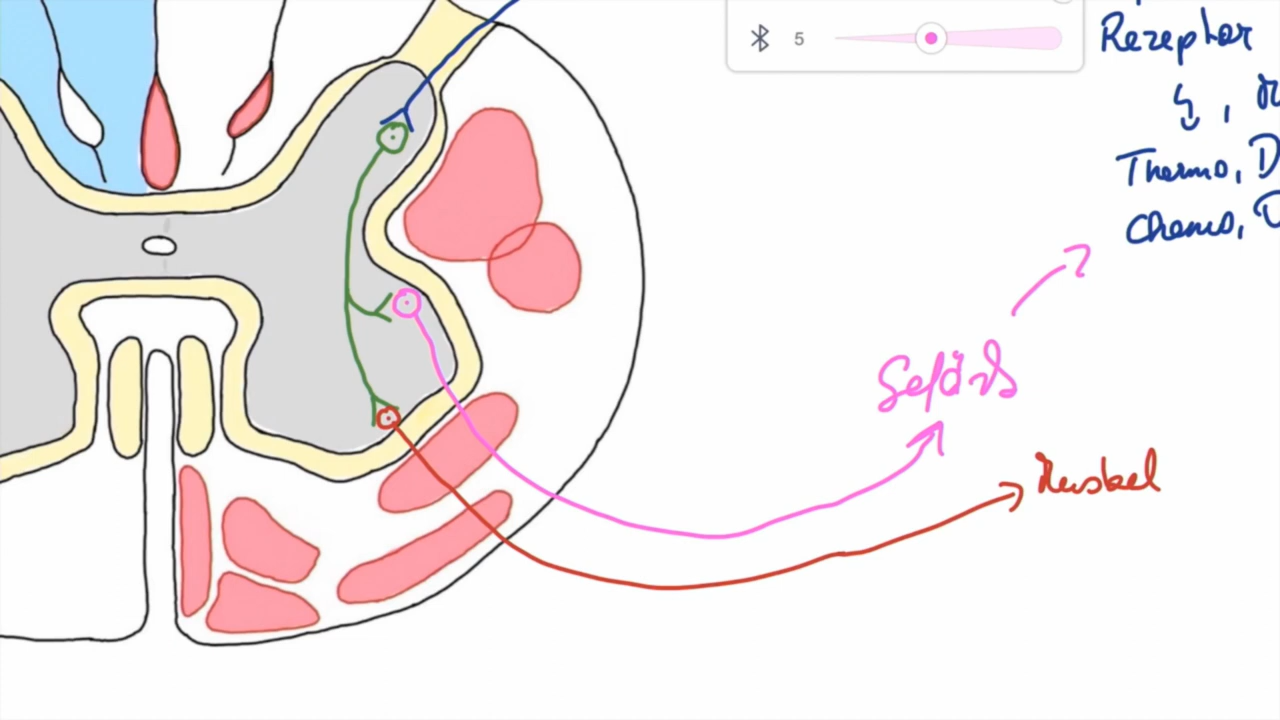 5
Rezeptor
Thermo, D
Chemo, D
Gefäß
Muskel